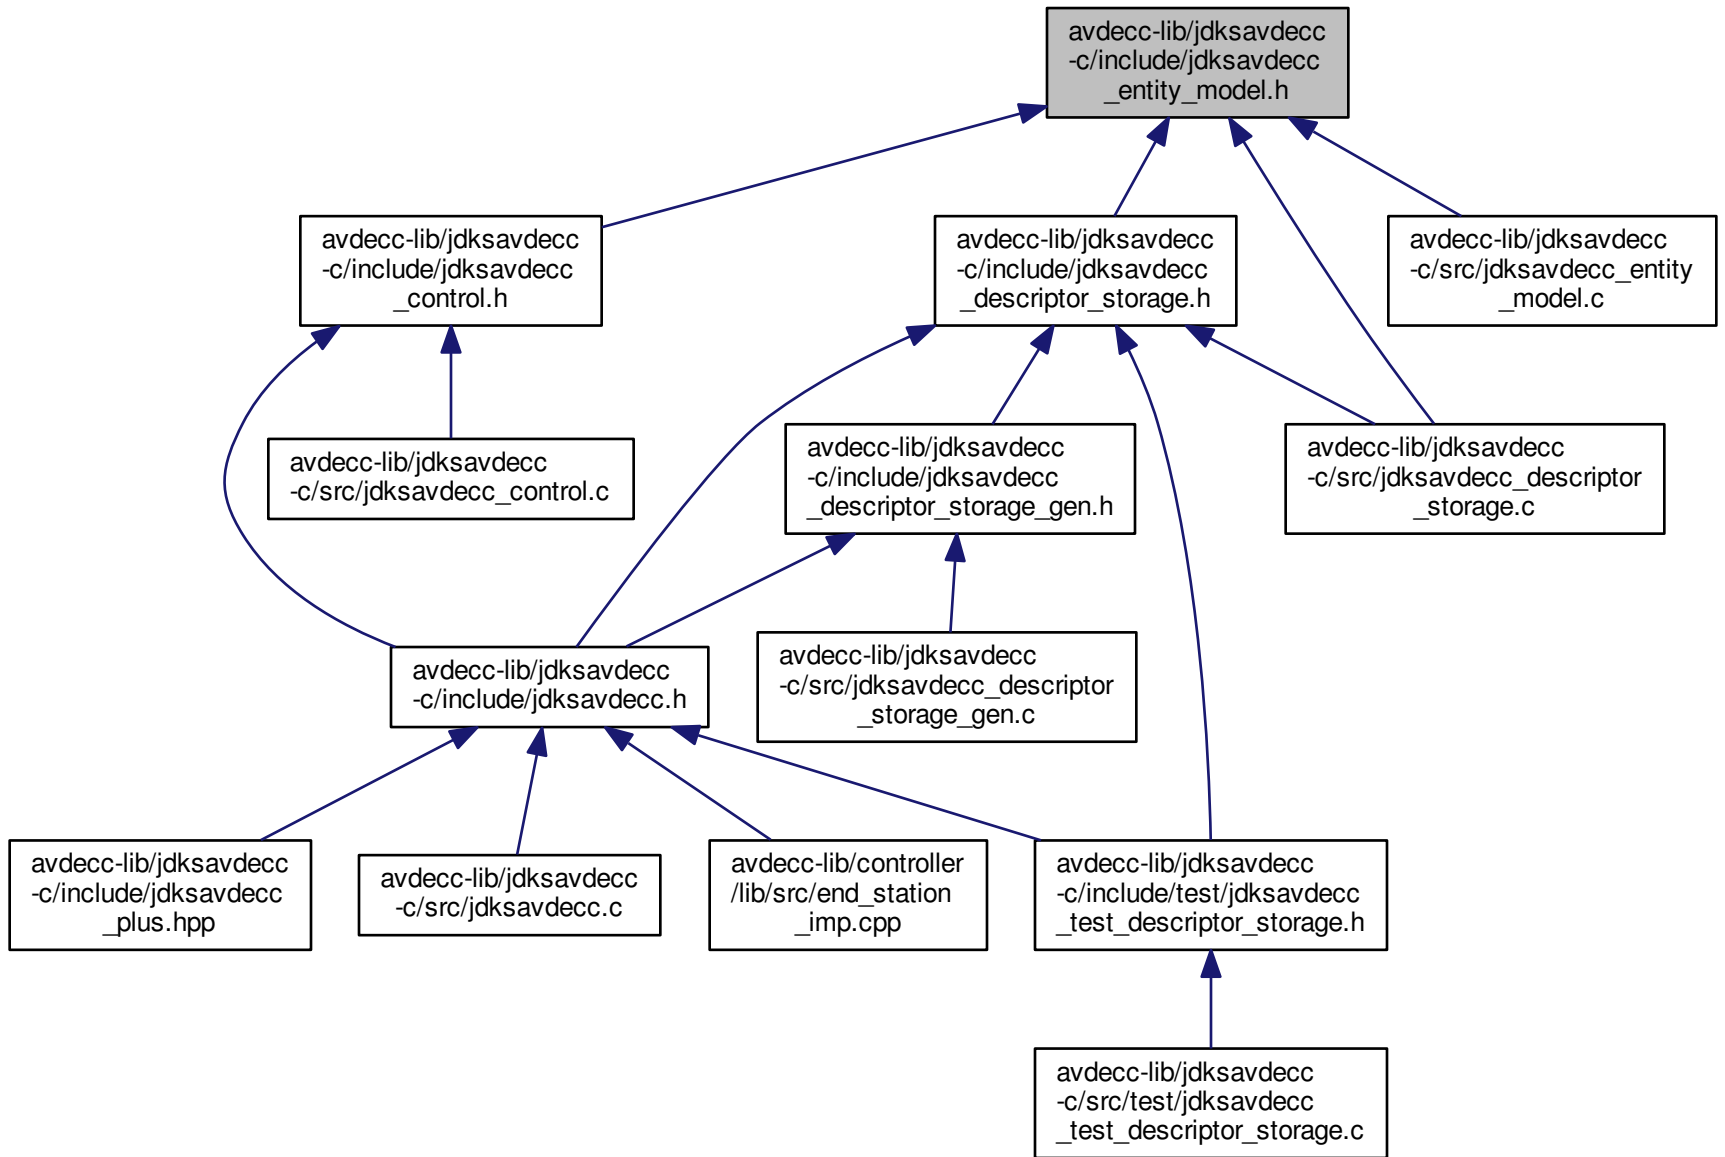 avdecc-lib/jdksavdecc
-c/include/jdksavdecc
_entity_model.h
avdecc-lib/jdksavdecc
-c/include/jdksavdecc
_control.h
avdecc-lib/jdksavdecc
-c/include/jdksavdecc
_descriptor_storage.h
avdecc-lib/jdksavdecc
-c/src/jdksavdecc_entity
_model.c
avdecc-lib/jdksavdecc
-c/src/jdksavdecc_control.c
avdecc-lib/jdksavdecc
-c/include/jdksavdecc
_descriptor_storage_gen.h
avdecc-lib/jdksavdecc
-c/src/jdksavdecc_descriptor
_storage.c
avdecc-lib/jdksavdecc
-c/include/jdksavdecc.h
avdecc-lib/jdksavdecc
-c/src/jdksavdecc_descriptor
_storage_gen.c
avdecc-lib/jdksavdecc
-c/include/jdksavdecc
_plus.hpp
avdecc-lib/jdksavdecc
-c/src/jdksavdecc.c
avdecc-lib/controller
/lib/src/end_station
_imp.cpp
avdecc-lib/jdksavdecc
-c/include/test/jdksavdecc
_test_descriptor_storage.h
avdecc-lib/jdksavdecc
-c/src/test/jdksavdecc
_test_descriptor_storage.c